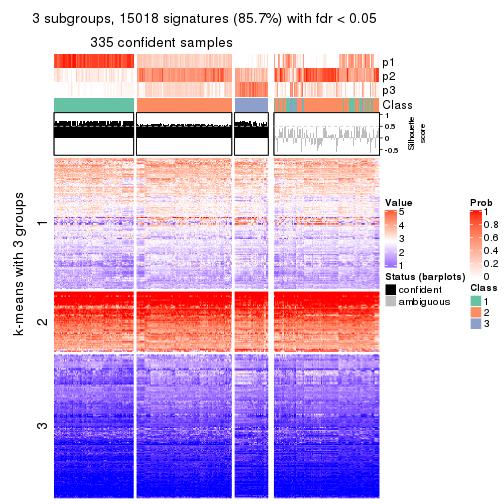 3 subgroups, 15018 signatures (85.7%) with fdr < 0.05
335 confident samples
p1
p2
p3
Class
1
0.5
0
-0.5
Silhouette
score
k-means with 3 groups
1
2
3
Value
5
4
3
2
1
Status (barplots)
confident
ambiguous
Prob
1
0.8
0.6
0.4
0.2
0
Class
1
2
3